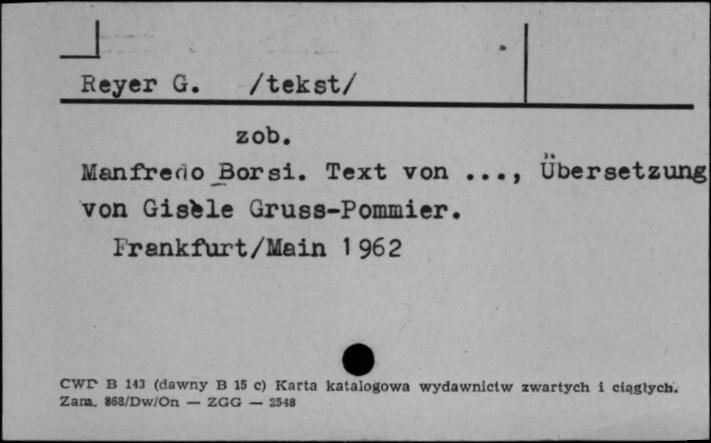 Reyer G. /tekst/
zob.
Manfredo Borsi. Text von ..., Übersetzung
von Gisèle Gruss-Pommier.
Frankfurt/Main 1962
CWD B 143 (dawny B 15 c) Karta katalogowa wydawnictw zwartych i ciągłych.
Zam. 868/Dw/On — ZGG — 2548